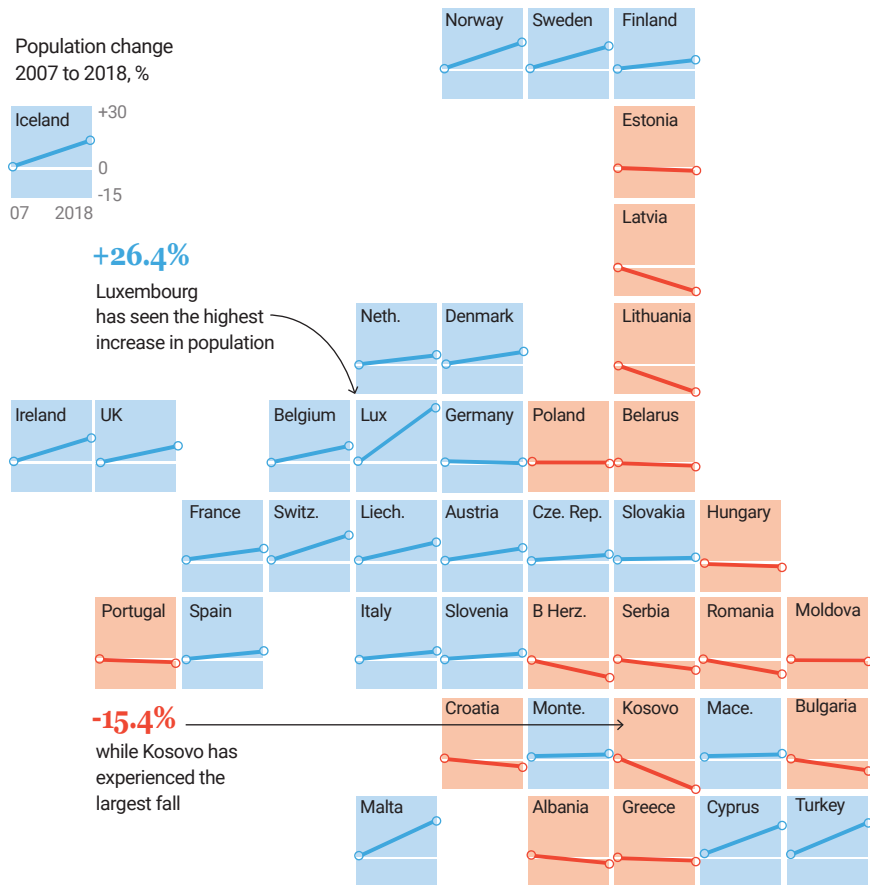 Norway Sweden Finland
Population change
2007 to 2018, %
Iceland
+30
0
-15
07 2018
Estonia
Latvia
+26.4%
Luxembourg
has seen the highest
increase in population
Neth. Denmark Lithuania
Ireland UK Belgium Lux Germany Poland Belarus
France Switz. Liech. Austria Cze. Rep. Slovakia Hungary
Portugal Spain Italy Slovenia B Herz. Serbia Romania Moldova
Croatia Monte. Kosovo Mace. Bulgaria
-15.4%
while Kosovo has
experienced the
largest fall
Malta Albania Greece Cyprus Turkey